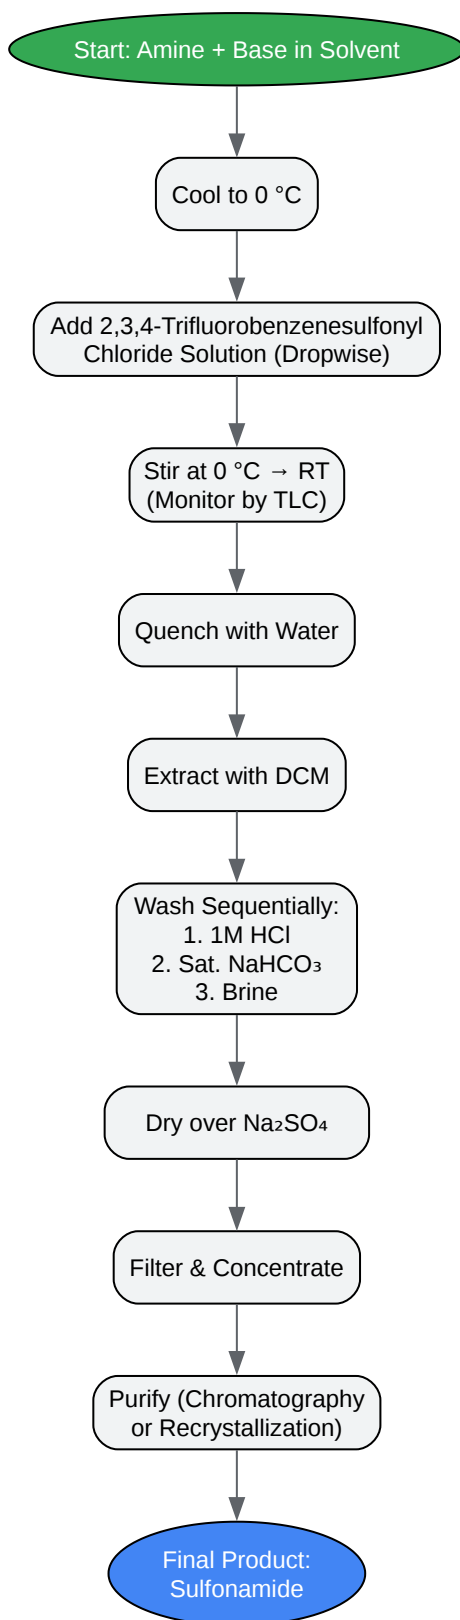 Start: Amine + Base in Solvent
Cool to 0 °C
Add 2,3,4-Trifluorobenzenesulfonyl
Chloride Solution (Dropwise)
Stir at 0 °C → RT
(Monitor by TLC)
Quench with Water
Extract with DCM
Wash Sequentially:
1. 1M HCl
2. Sat. NaHCO₃
3. Brine
Dry over Na₂SO₄
Filter & Concentrate
Purify (Chromatography
or Recrystallization)
Final Product:
Sulfonamide